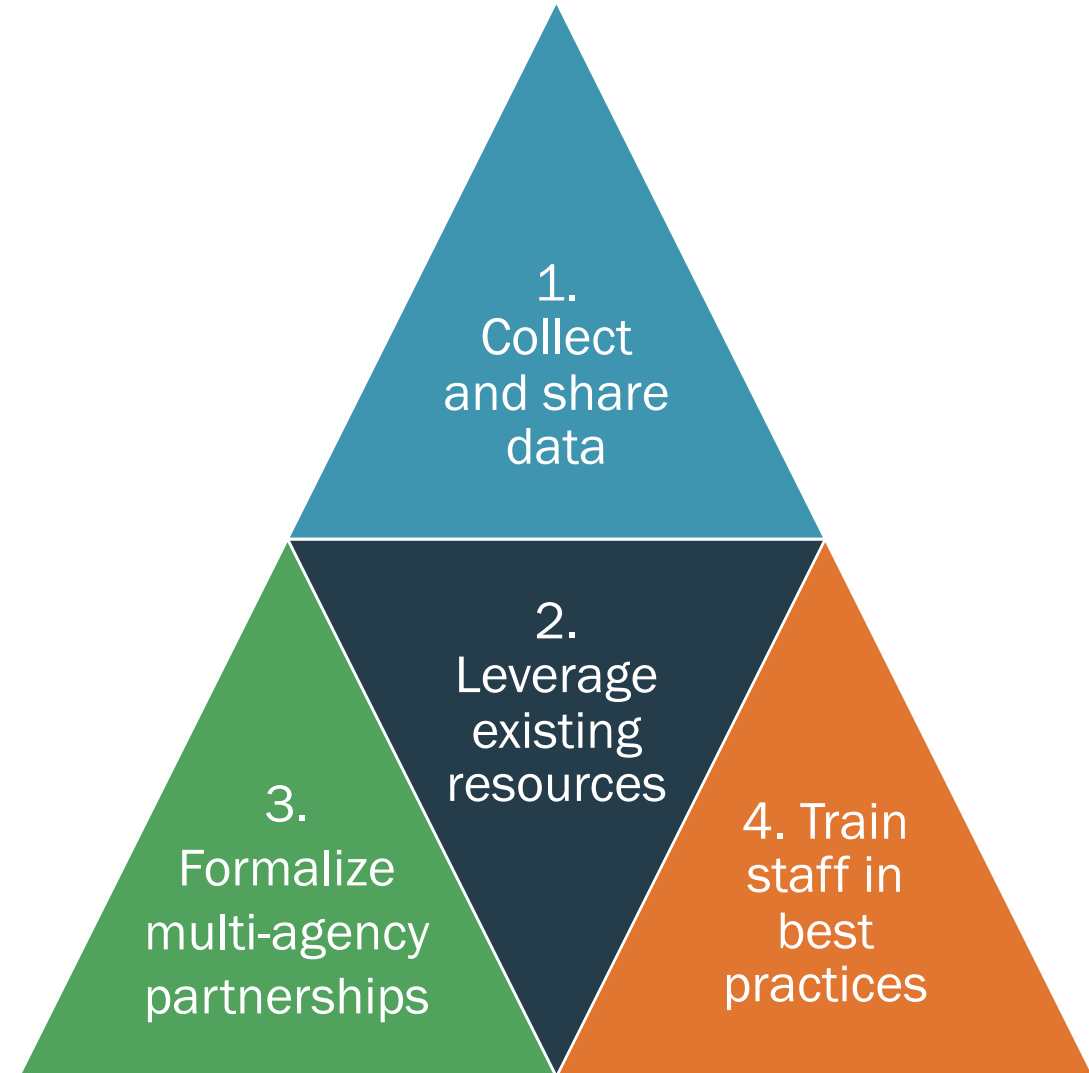 1.
Collect
and share
data
2.
Leverage
existing
resources
3.
Formalize
multi-agency
partnerships
4. Train
staff in
best
practices